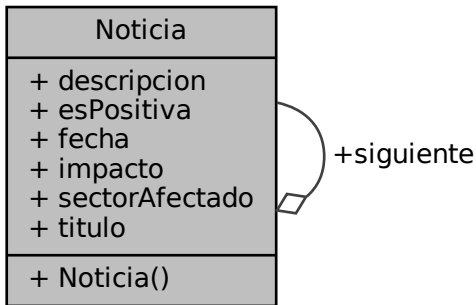 Noticia
+ descripcion
+ esPositiva
+ fecha
+ impacto
+ sectorAfectado
+ titulo
+ Noticia()
+siguiente